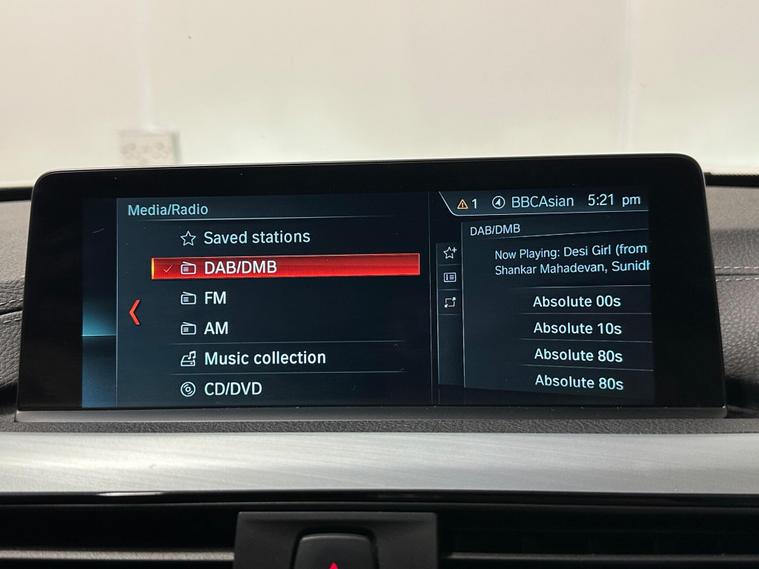 Media/Radio
1 BBCAsian 5:21 pm
Saved stations
DAB/DMB
FM
AM
Music collection
CD/DVD
DAB/DMB
Now Playing: Desi Girl (from
Shankar Mahadevan, Sunidh
Absolute 00s
Absolute 10s
Absolute 80s
Absolute 80s